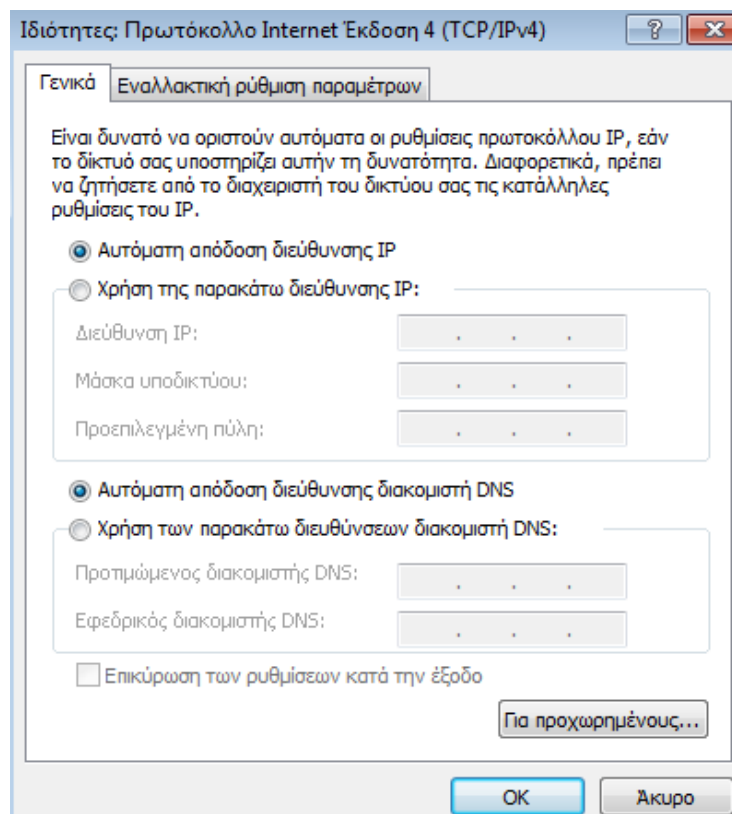 Ιδιότητες: Πρωτόκολλο Internet Έκδοση 4 (TCP/IPv4)
Γενικά
Εναλλακτική ρύθμιση παραμέτρων
Είναι δυνατό να οριστούν αυτόματα οι ρυθμίσεις πρωτοκόλλου IP, εάν
το δίκτυό σας υποστηρίζει αυτήν τη δυνατότητα. Διαφορετικά, πρέπει
να ζητήσετε από το διαχειριστή του δικτύου σας τις κατάλληλες
ρυθμίσεις του IP.
Αυτόματη απόδοση διεύθυνσης IP
Χρήση της παρακάτω διεύθυνσης IP:
Διεύθυνση IP:
Μάσκα υποδικτύου:
Προεπιλεγμένη πύλη:
Αυτόματη απόδοση διεύθυνσης διακομιστή DNS
Χρήση των παρακάτω διευθύνσεων διακομιστή DNS:
Προτιμώμενος διακομιστής DNS:
Εφεδρικός διακομιστής DNS:
Επικύρωση των ρυθμίσεων κατά την έξοδο
Για προχωρημένους...
OK
Άκυρο